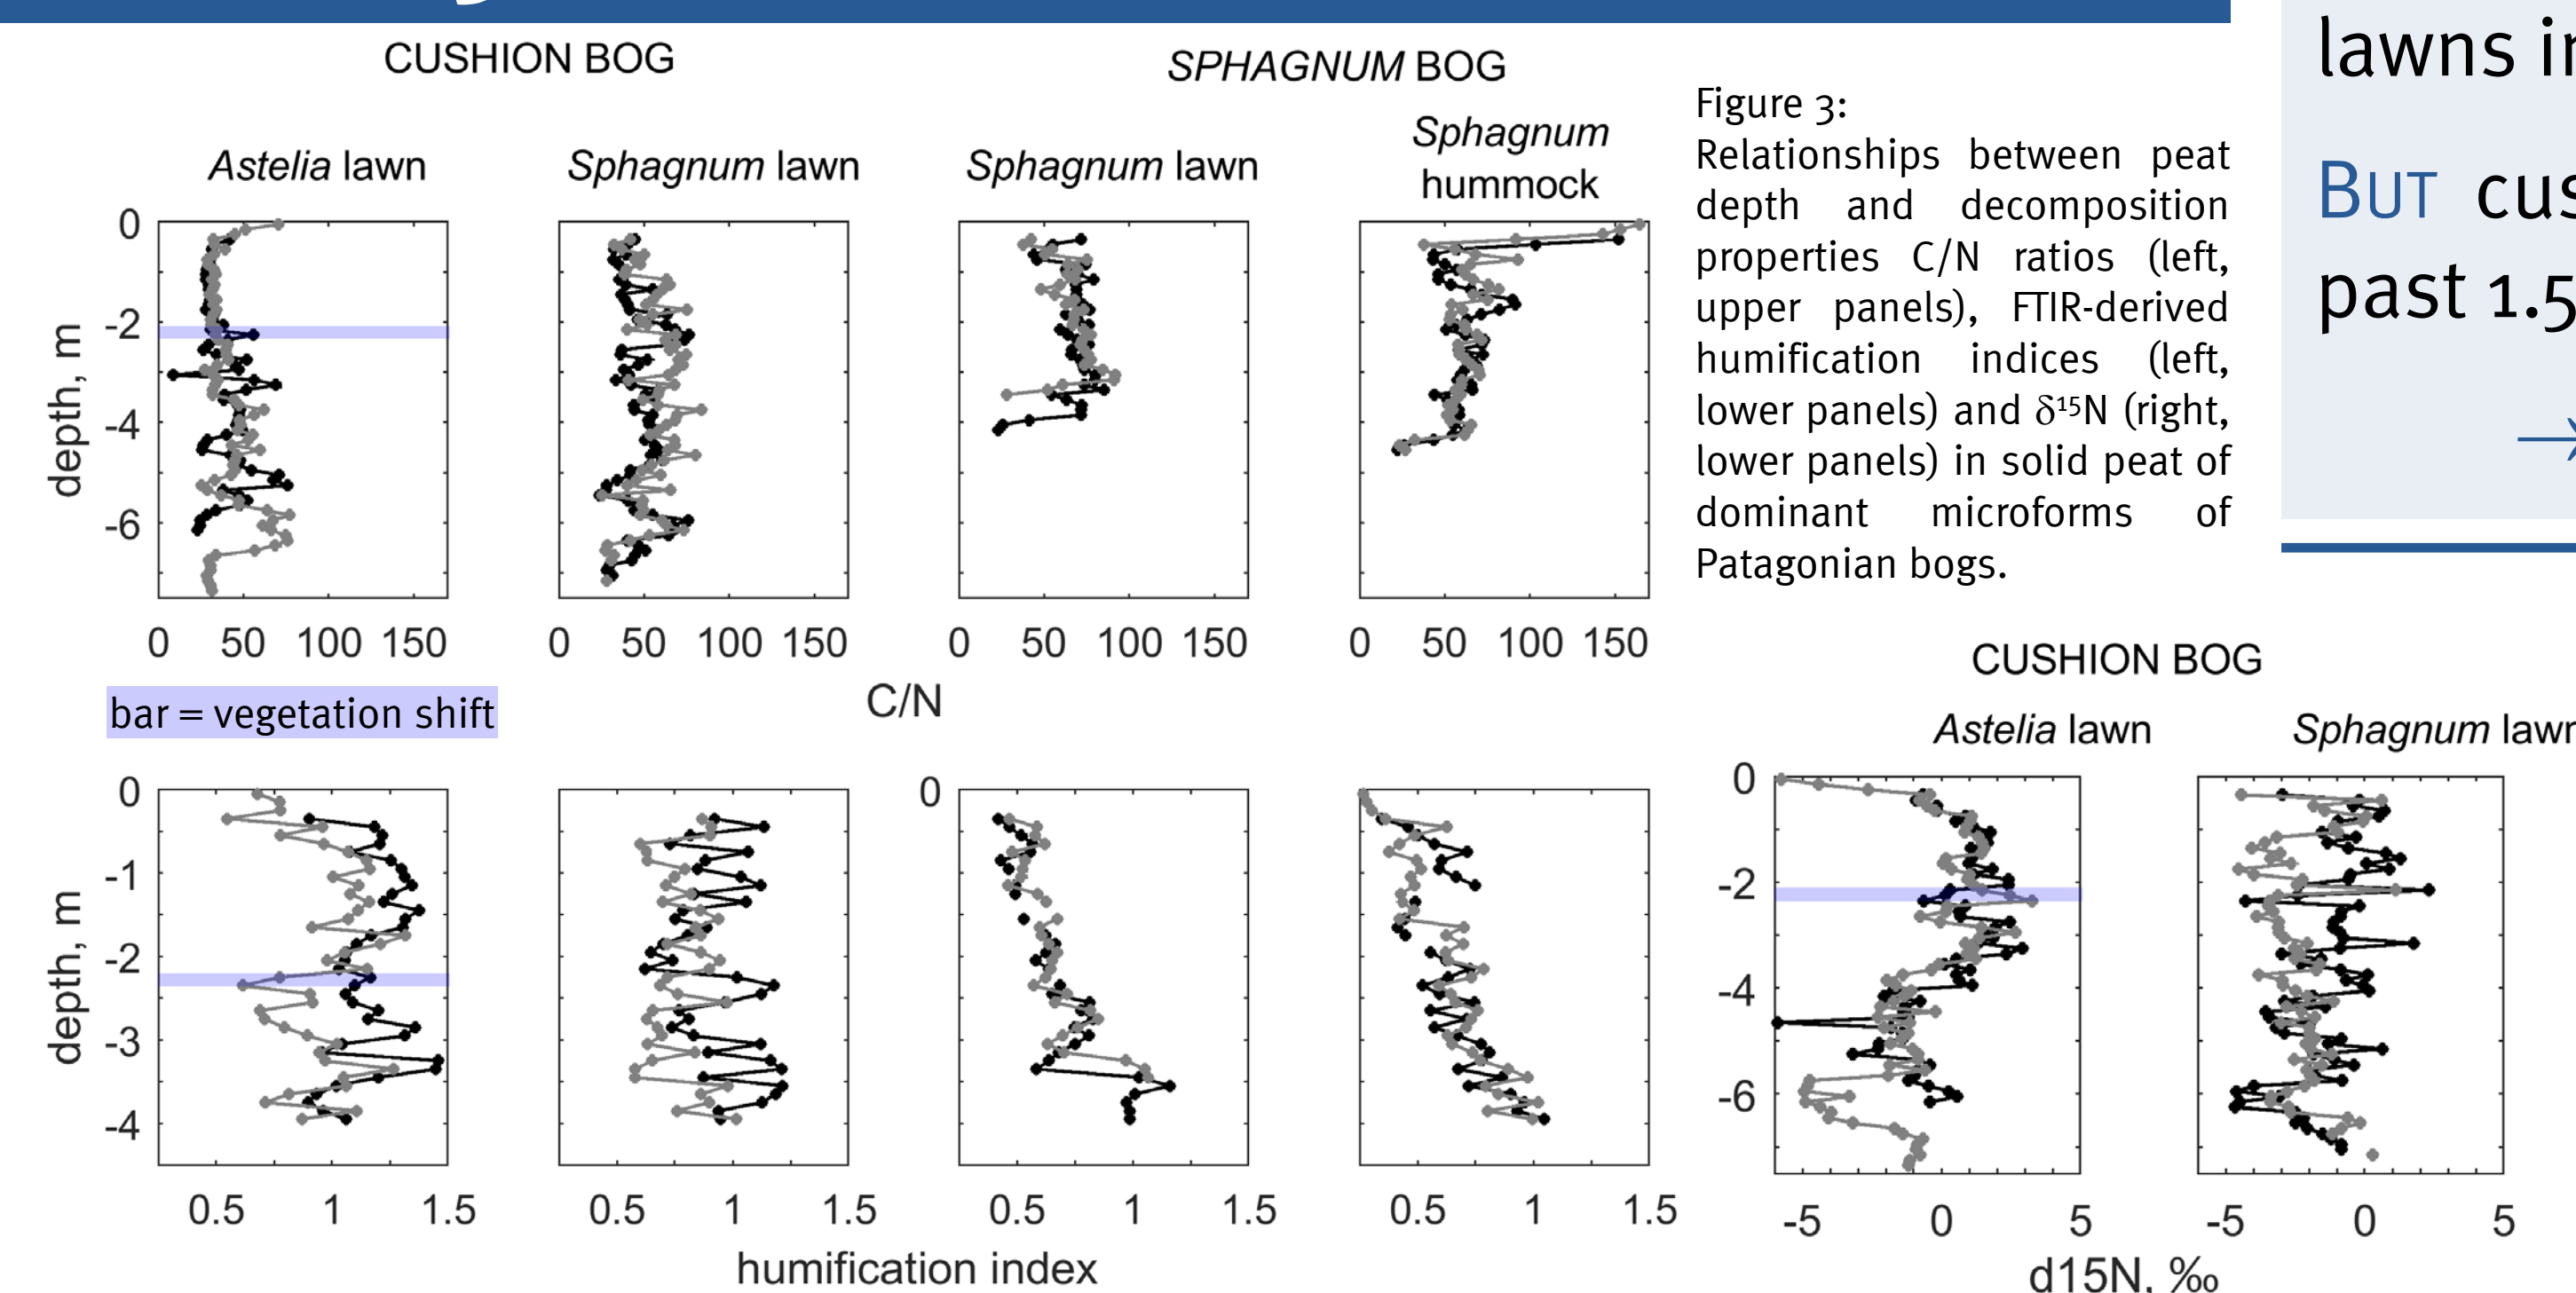 CUSHION BOG
SPHAGNUM BOG
Astelia lawn
Sphagnum lawn
Sphagnum lawn
Sphagnum
hummock
0
-2
-4
-6
depth, m
0 50 100 150
0 50 100 150
0 50 100 150
0 50 100 150
C/N
bar = vegetation shift
0
-1
-2
-3
-4
depth, m
0
0.5 1 1.5
0.5 1 1.5
0.5 1 1.5
0.5 1 1.5
humification index
Figure 3:
Relationships between peat
depth and decomposition
properties C/N ratios (left,
upper panels), FTIR-derived
humification indices (left,
lower panels) and δ¹⁵N (right,
lower panels) in solid peat of
dominant microforms of
Patagonian bogs.
CUSHION BOG
Astelia lawn
Sphagnum lawn
0
-2
-4
-6
-5 0 5
-5 0 5
d15N, ‰
lawns in
BUT cus
past 1.5
→